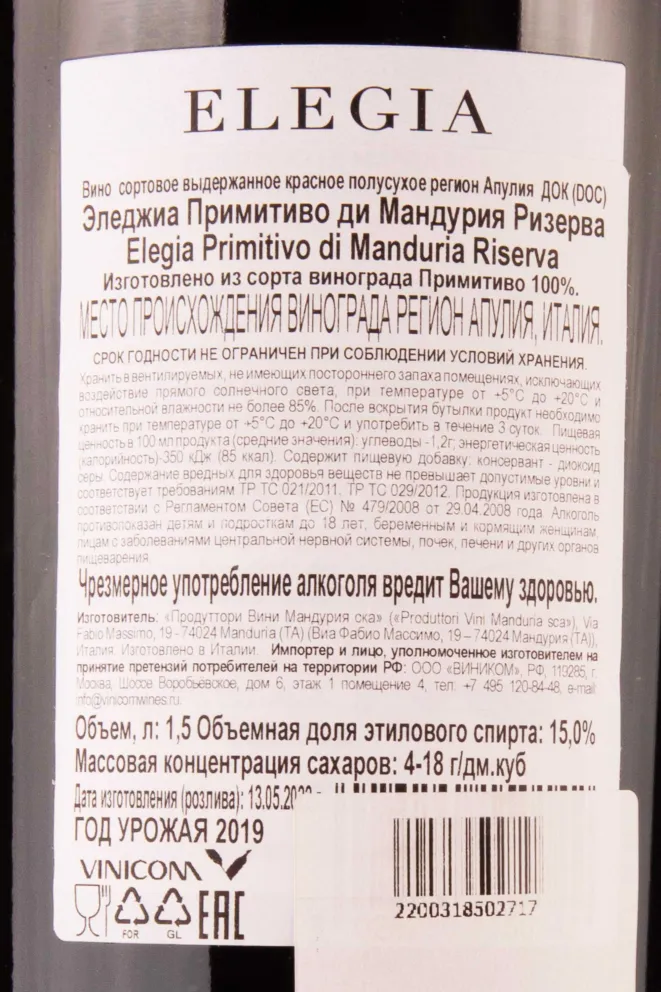 ELEGIA
Вино сортовое выдержанное красное полусухое регион Апулия ДОК (DOC)
Эледжиа Примитиво ди Мандурия Ризерва
Elegia Primitivo di Manduria Riserva
Изготовлено из сорта винограда Примитиво 100%.
МЕСТО ПРОИСХОЖДЕНИЯ ВИНОГРАДА РЕГИОН АПУЛИЯ, ИТАЛИЯ.
СРОК ГОДНОСТИ НЕ ОГРАНИЧЕН ПРИ СОБЛЮДЕНИИ УСЛОВИЙ ХРАНЕНИЯ.
Хранить в вентилируемых, не имеющих постороннего запаха помещениях, исключающих
воздействие прямого солнечного света, при температуре от +5°С до +20°С и
относительной влажности не более 85%. После вскрытия бутылки продукт необходимо
хранить при температуре от +5°С до +20°С и употребить в течение 3 суток. Пищевая
ценность в 100 мл продукта (средние значения): углеводы -1,2г; энергетическая ценность
(калорийность)-350 кДж (85 ккал). Содержит пищевую добавку: консервант - диоксид
серы. Содержание вредных для здоровья веществ не превышает допустимые уровни и
соответствует требованиям ТР ТС 021/2011, ТР ТС 029/2012. Продукция изготовлена в
соответствии с Регламентом Совета (ЕС) № 479/2008 от 29.04.2008 года. Алкоголь
противопоказан детям и подросткам до 18 лет, беременным и кормящим женщинам,
лицам с заболеваниями центральной нервной системы, почек, печени и других органов
пищеварения.
Чрезмерное употребление алкоголя вредит Вашему здоровью.
Изготовитель: «Продуттори Вини Мандурия ска» («Produttori Vini Manduria sca»), Via
Fabio Massimo, 19 - 74024 Manduria (TA) (Виа Фабио Массимо, 19 – 74024 Мандурия (ТА)),
Италия. Изготовлено в Италии. Импортер и лицо, уполномоченное изготовителем на
принятие претензий потребителей на территории РФ: ООО «ВИНИКОМ», РФ, 119285, г.
Москва, Шоссе Воробьевское, дом 6, этаж 1 помещение 4, тел: +7 495 120-84-48, e-mail:
info@vinicomwines.ru.
Объем, л: 1,5 Объемная доля этилового спирта: 15,0%
Массовая концентрация сахаров: 4-18 г/дм.куб
Дата изготовления (розлива): 13.05.
ГОД УРОЖАЯ 2019
VINICOM
FOR GL EAC
2200318502717